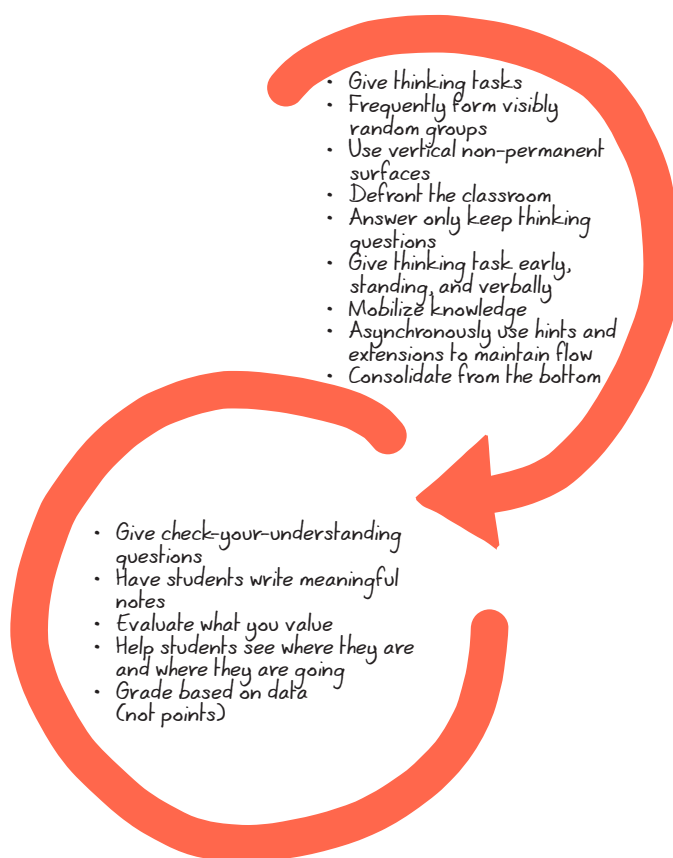 • Give thinking tasks
• Frequently form visibly
random groups
• Use vertical non-permanent
surfaces
• Defront the classroom
• Answer only keep thinking
questions
• Give thinking task early,
standing, and verbally
• Mobilize knowledge
• Asynchronously use hints and
extensions to maintain flow
• Consolidate from the bottom
• Give check-your-understanding
questions
• Have students write meaningful
notes
• Evaluate what you value
• Help students see where they are
and where they are going
• Grade based on data
(not points)